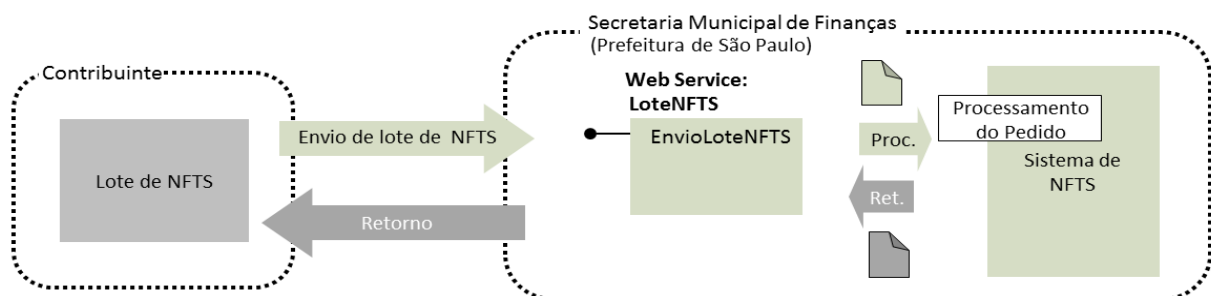 Secretaria Municipal de Finanças
(Prefeitura de São Paulo)
Contribuinte
Web Service:
LoteNFTS
Envio de lote de NFTS
EnvioLoteNFTS
Processamento
do Pedido
Proc.
Lote de NFTS
Sistema de
NFTS
Retorno
Ret.